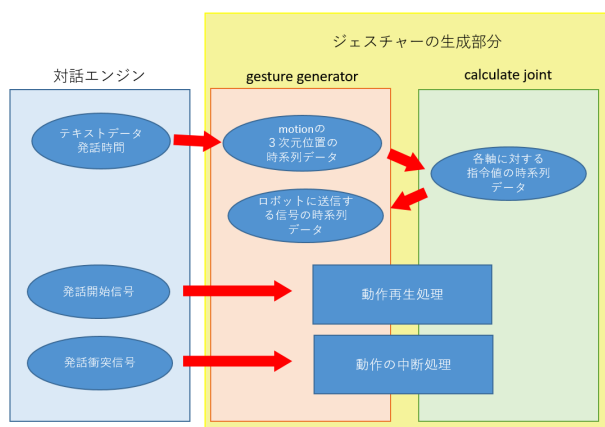 ジェスチャーの生成部分
対話エンジン
gesture generator
calculate joint
テキストデータ
発話時間
motionの
３次元位置の
時系列データ
各軸に対する
指令値の時系列
データ
ロボットに送信す
る信号の時系列
データ
発話開始信号
動作再生処理
発話衝突信号
動作の中断処理